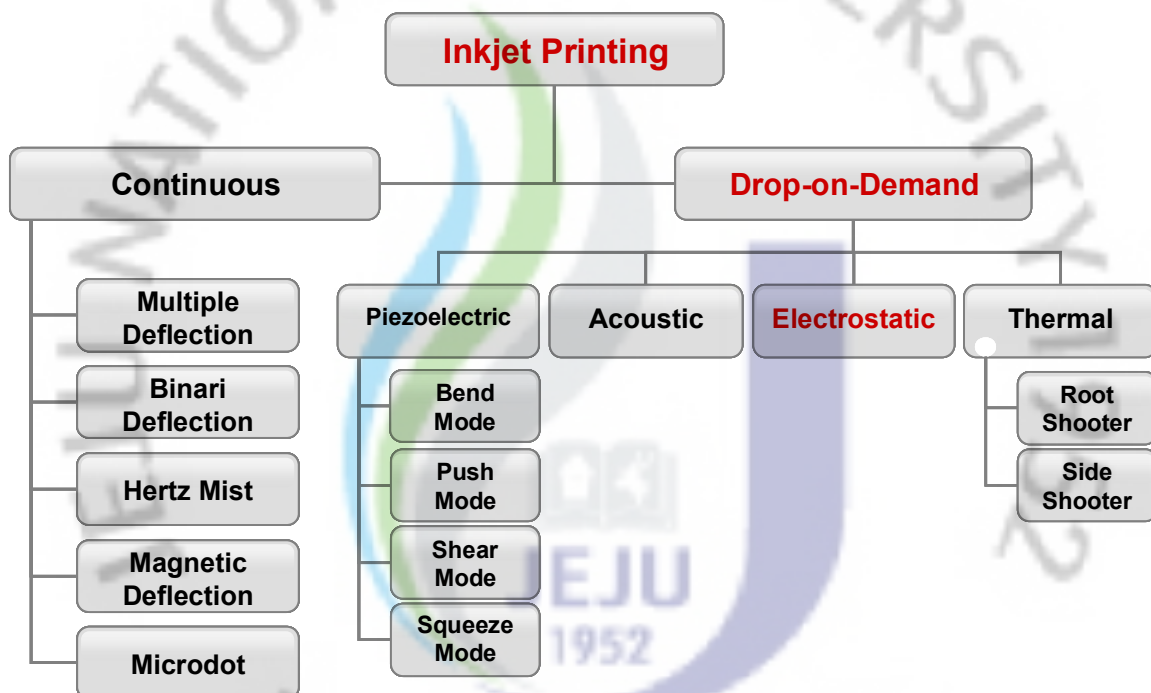 Inkjet Printing
Continuous
Drop-on-Demand
Multiple
Deflection
Binari
Deflection
Hertz Mist
Magnetic
Deflection
Microdot
Piezoelectric
Acoustic
Electrostatic
Thermal
Bend
Mode
Push
Mode
Shear
Mode
Squeeze
Mode
Root
Shooter
Side
Shooter
JEJU
1952
1952